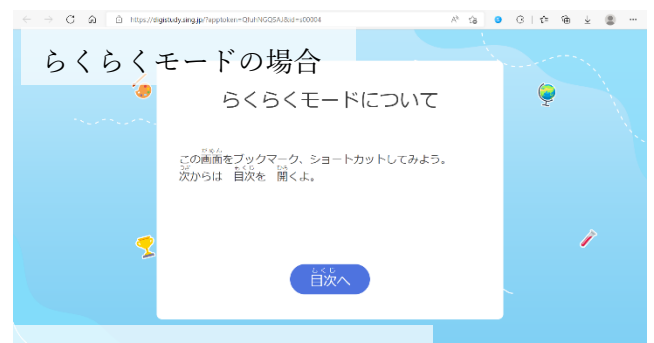 https://digistudy.sing.jp/?apptoken=QfuhNGQSAJ&id=s00004
らくらくモードの場合
らくらくモードについて
この画面をブックマーク、ショートカットしてみよう。
次からは 目次を 開くよ。
目次へ